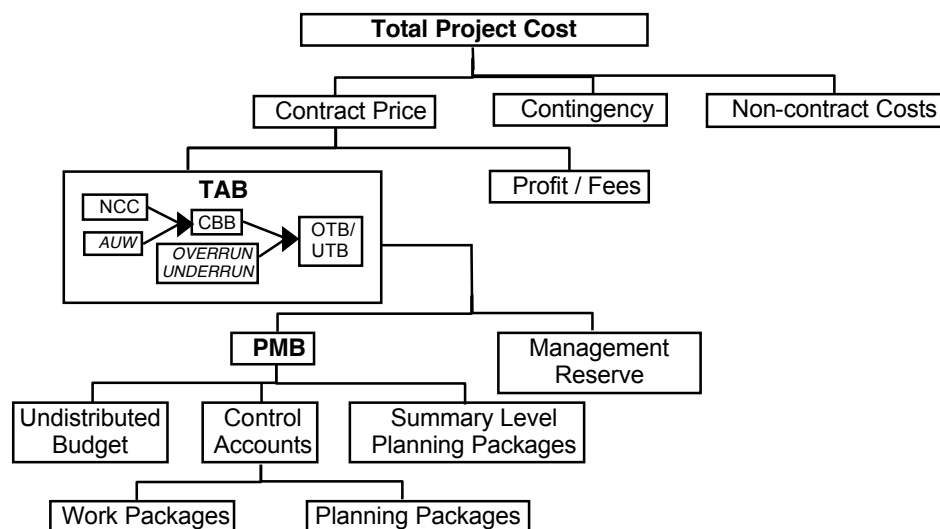 Total Project Cost
Contract Price
Contingency
Non-contract Costs
TAB
Profit / Fees
NCC
CBB
AUW
OVERRUN
UNDERRUN
OTB/
UTB
PMB
Management
Reserve
Undistributed
Budget
Control
Accounts
Summary Level
Planning Packages
Work Packages
Planning Packages